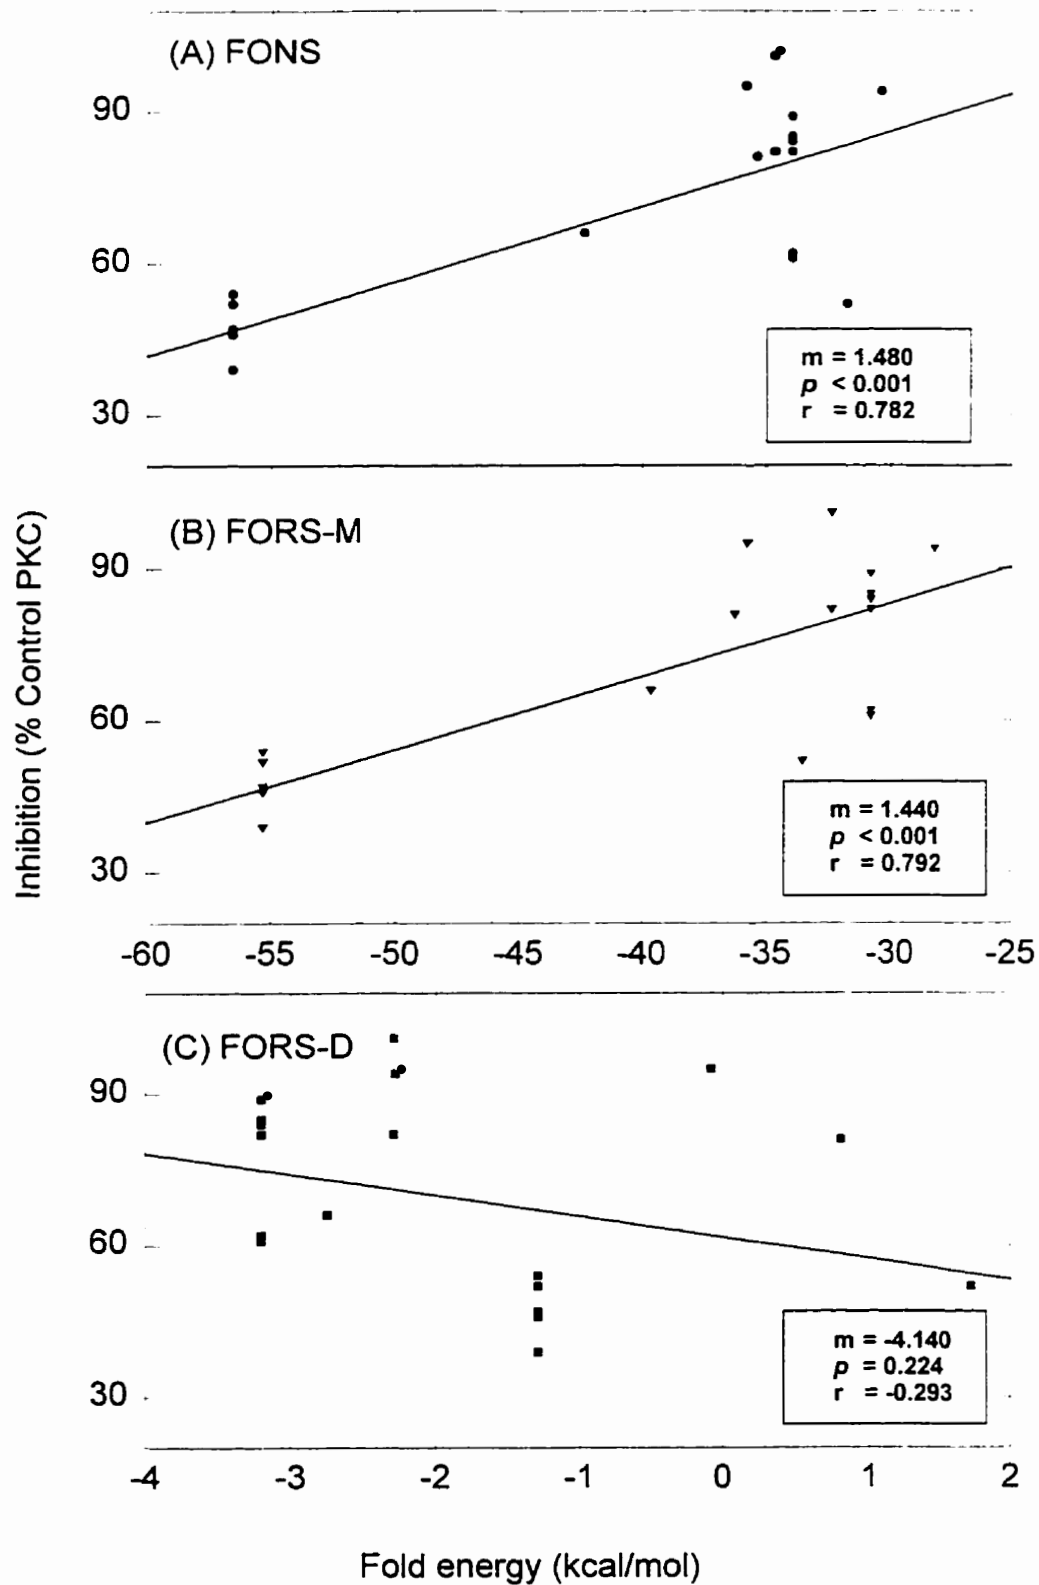 (A) FONS
90
60
30
m = 1.480
p < 0.001
r = 0.782
Inhibition (% Control PKC)
(B) FORS-M
90
60
30
m = 1.440
p < 0.001
r = 0.792
-60 -55 -50 -45 -40 -35 -30 -25
(C) FORS-D
90
60
30
m = -4.140
p = 0.224
r = -0.293
-4 -3 -2 -1 0 1 2
Fold energy (kcal/mol)